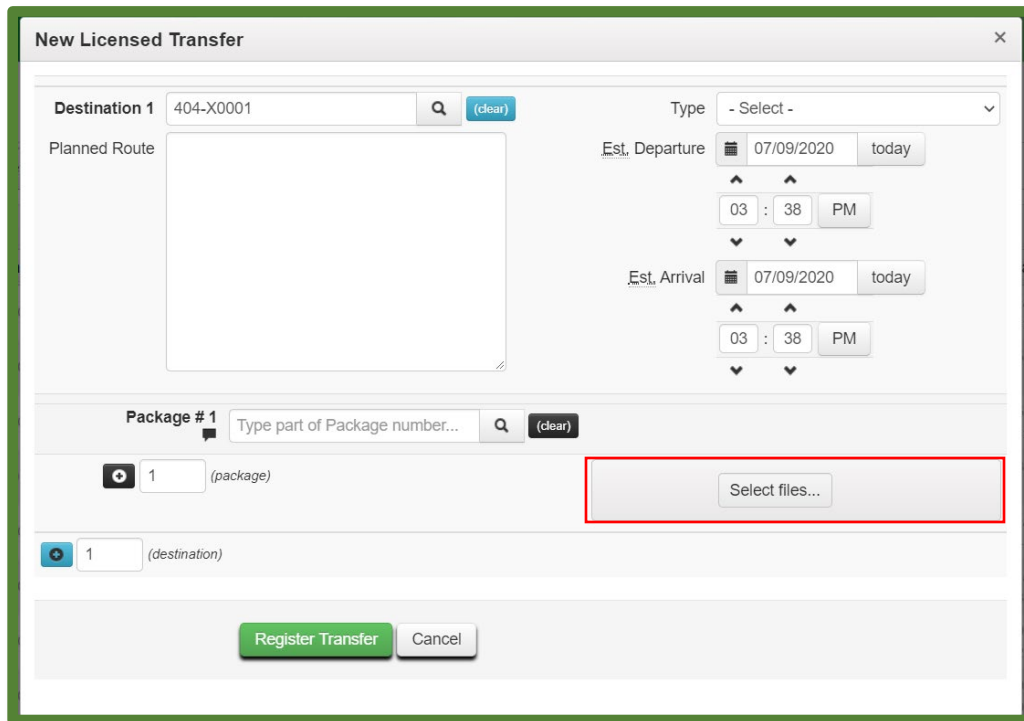 New Licensed Transfer ×
Destination 1 404-X0001 (clear) Type - Select -
Planned Route Est. Departure 07/09/2020 today
03 : 38 PM
Est. Arrival 07/09/2020 today
03 : 38 PM
Package # 1 Type part of Package number... (clear)
1 (package) Select files...
1 (destination)
Register Transfer Cancel